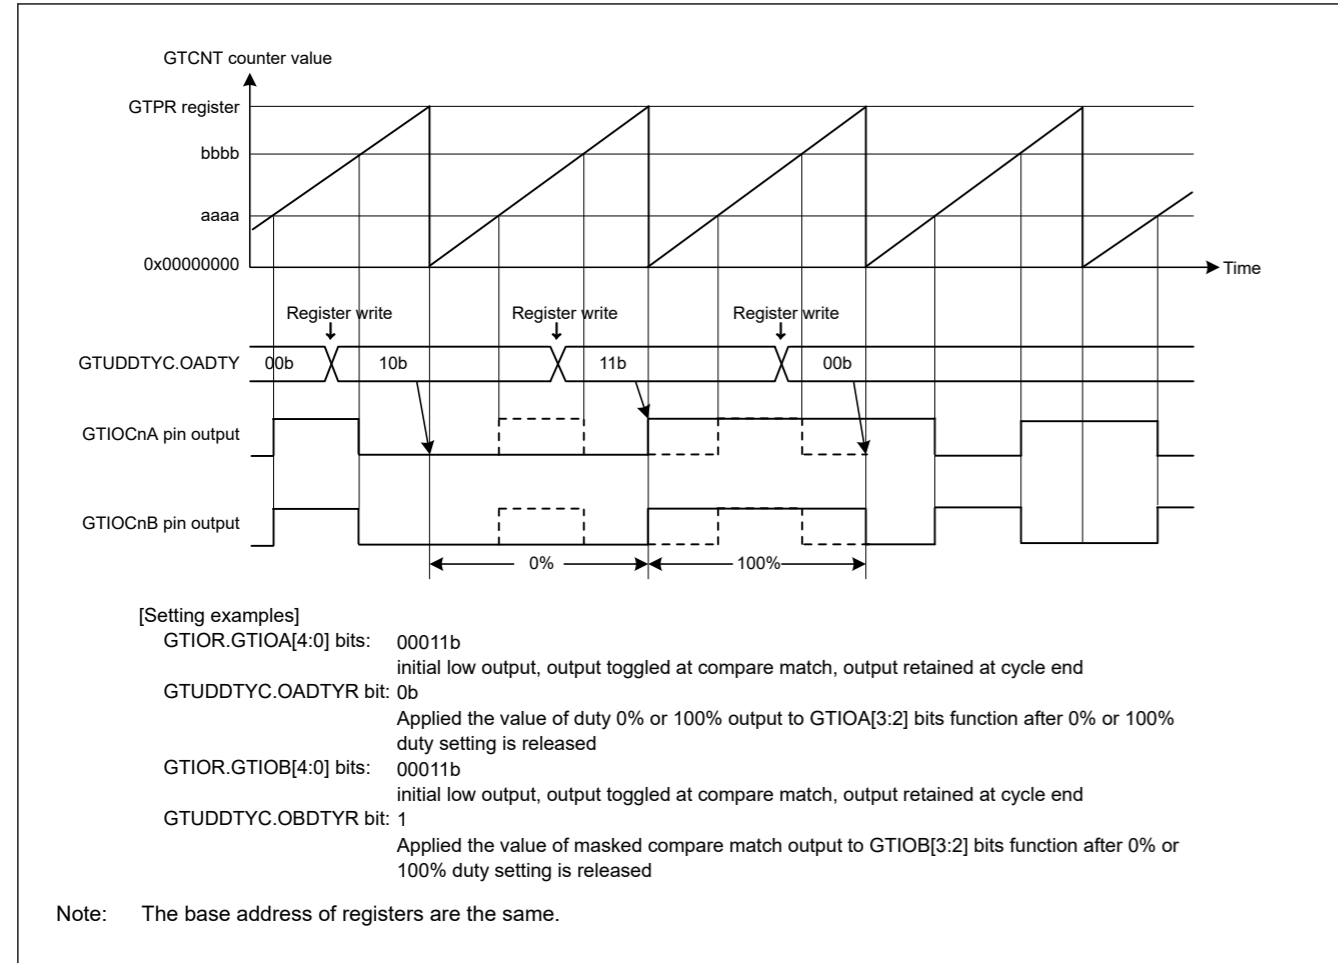 GTCNT counter value
GTPR register
bbbb
aaaa
0x00000000
Time
Register write Register write Register write
GTUDDTYC.OADTY 00b 10b 11b 00b
GTIOCnA pin output
GTIOCnB pin output
0% 100%
[Setting examples]
GTIOR.GTIOA[4:0] bits: 00011b
initial low output, output toggled at compare match, output retained at cycle end
GTUDDTYC.OADTYR bit: 0b
Applied the value of duty 0% or 100% output to GTIOA[3:2] bits function after 0% or 100%
duty setting is released
GTIOR.GTIOB[4:0] bits: 00011b
initial low output, output toggled at compare match, output retained at cycle end
GTUDDTYC.OBDTYR bit: 1
Applied the value of masked compare match output to GTIOB[3:2] bits function after 0% or
100% duty setting is released
Note: The base address of registers are the same.